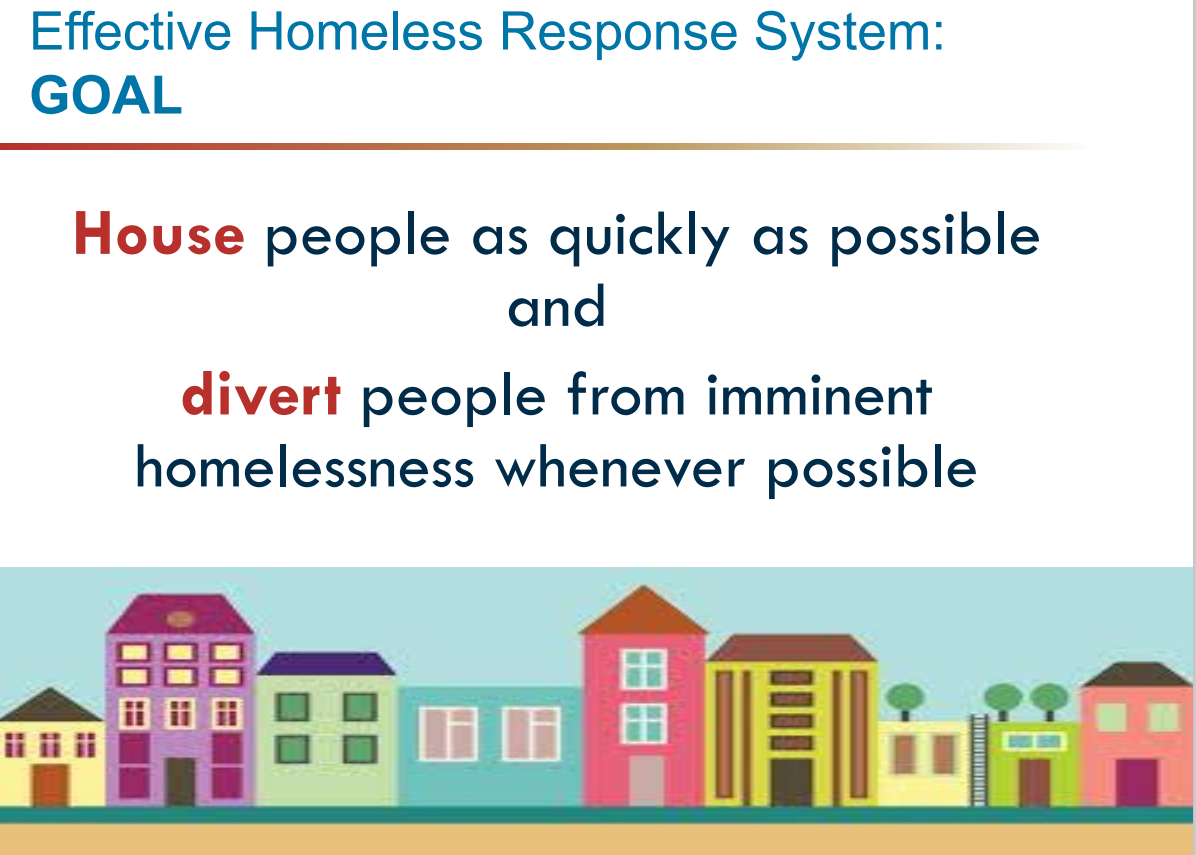 Effective Homeless Response System:
GOAL
House people as quickly as possible
and
divert people from imminent
homelessness whenever possible